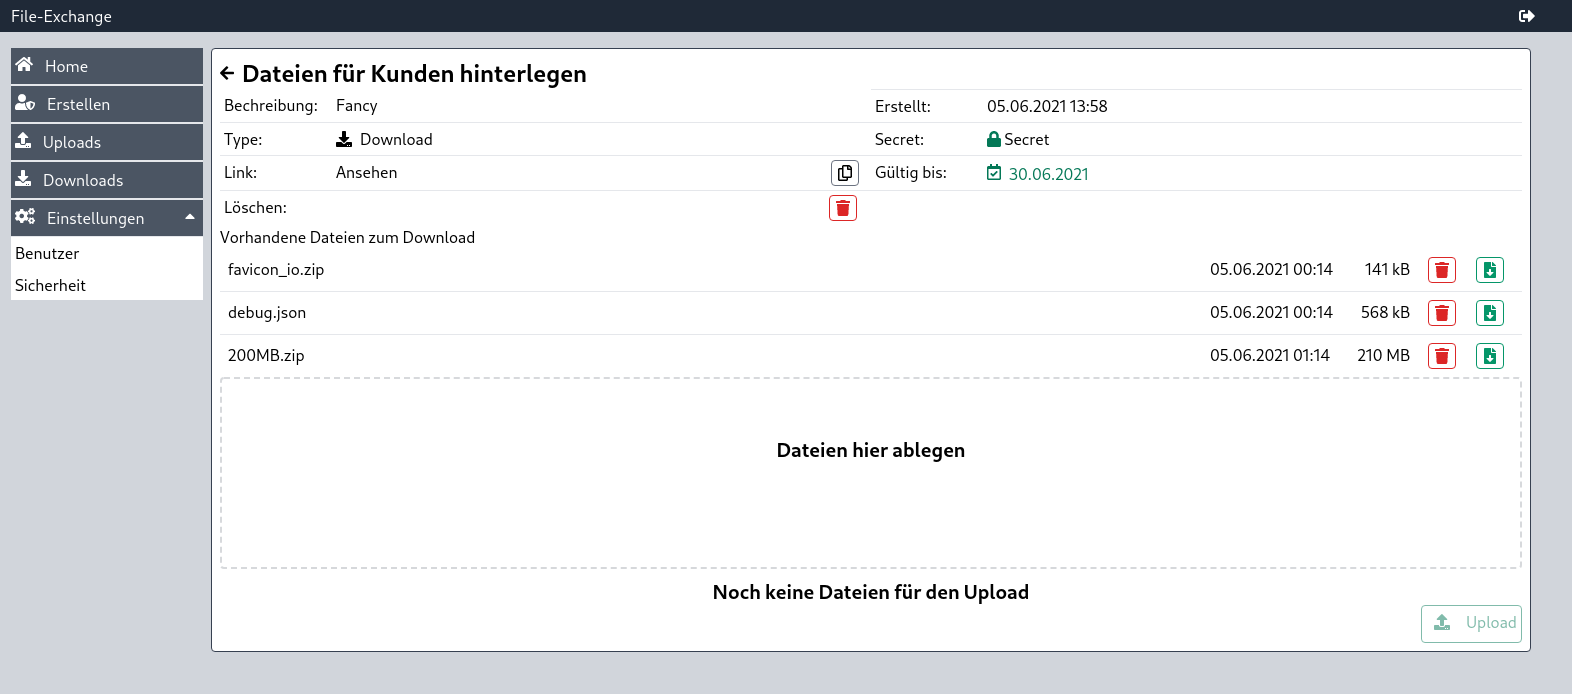 File-Exchange
Home
Erstellen
Uploads
Downloads
Einstellungen
Benutzer
Sicherheit
Dateien für Kunden hinterlegen
Bechreibung: Fancy
Erstellt: 05.06.2021 13:58
Type: Download
Secret: Secret
Link: Ansehen
Gültig bis: 30.06.2021
Löschen:
Vorhandene Dateien zum Download
favicon_io.zip 05.06.2021 00:14 141 kB
debug.json 05.06.2021 00:14 568 kB
200MB.zip 05.06.2021 01:14 210 MB
Dateien hier ablegen
Noch keine Dateien für den Upload
Upload